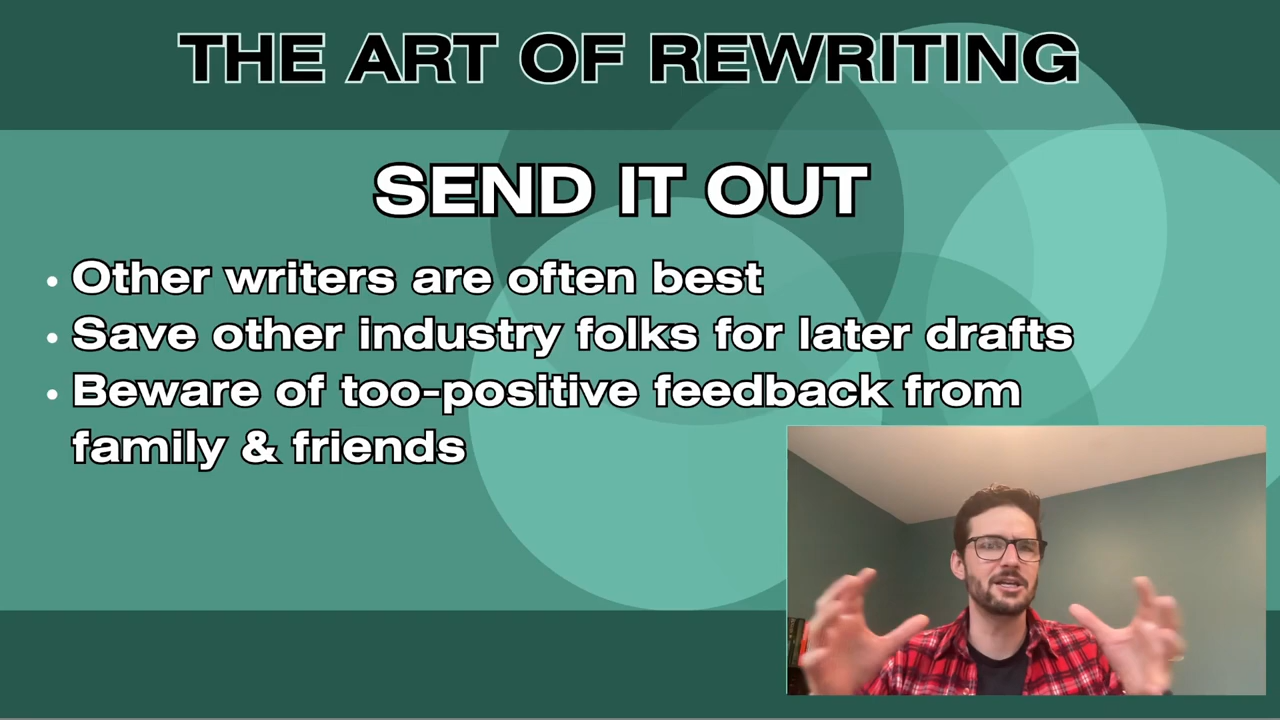 THE ART OF REWRITING
SEND IT OUT
• Other writers are often best
• Save other industry folks for later drafts
• Beware of too-positive feedback from
family & friends